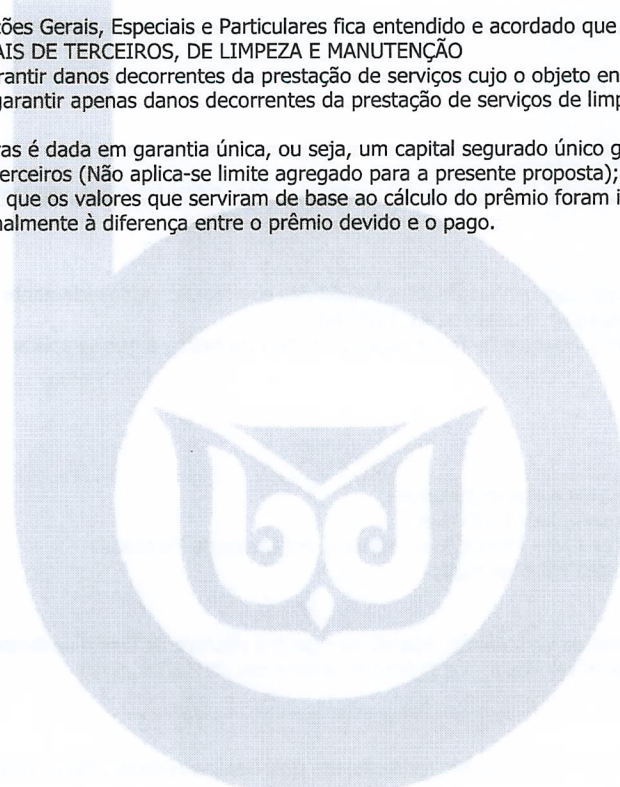 ões Gerais, Especiais e Particulares fica entendido e acordado que
AIS DE TERCEIROS, DE LIMPEZA E MANUTENÇÃO
rantir danos decorrentes da prestação de serviços cujo o objeto en
garantir apenas danos decorrentes da prestação de serviços de limp
ras é dada em garantia única, ou seja, um capital segurado único g
erceiros (Não aplica-se limite agregado para a presente proposta);
que os valores que serviram de base ao cálculo do prêmio foram i
nalmente à diferença entre o prêmio devido e o pago.